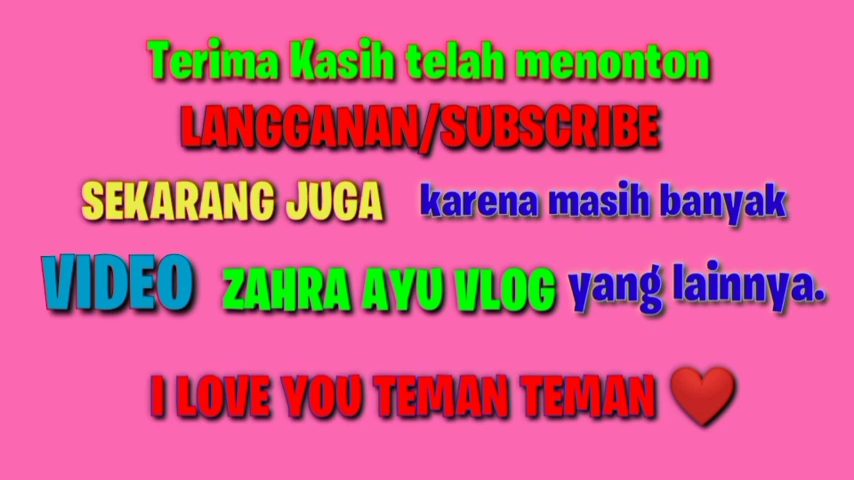 Terima Kasih telah menonton
LANGGANAN/SUBSCRIBE
SEKARANG JUGA karena masih banyak
VIDEO ZAHRA AYU VLOG yang lainnya.
I LOVE YOU TEMAN TEMAN ❤